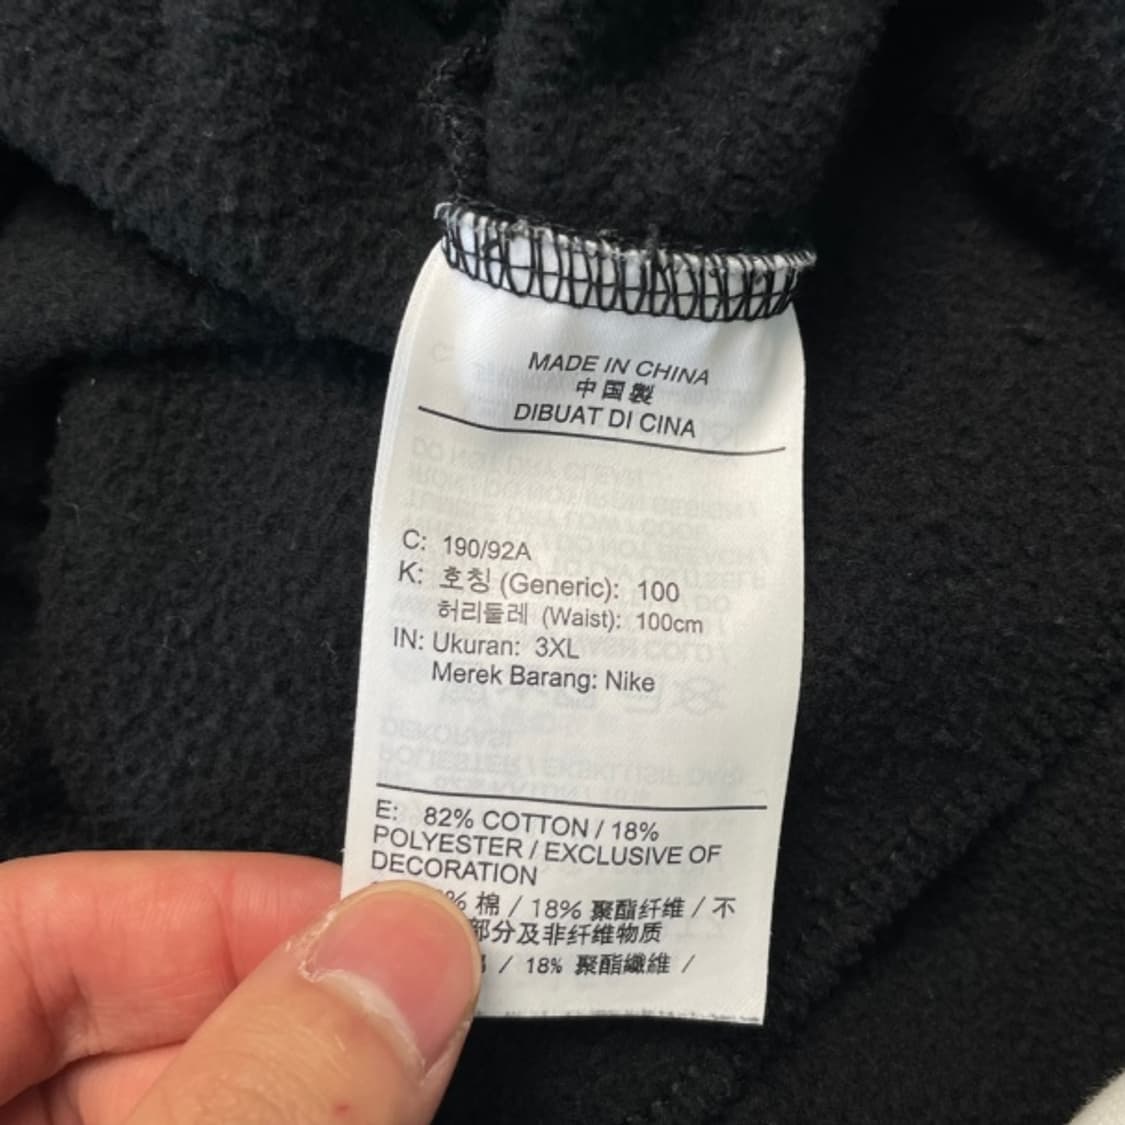 MADE IN CHINA
中国製
DIBUAT DI CINA
C: 190/92A
K: 호칭 (Generic): 100
허리둘레 (Waist): 100cm
IN: Ukuran: 3XL
Merek Barang: Nike
E: 82% COTTON / 18%
POLYESTER / EXCLUSIVE OF
DECORATION
% 棉 / 18% 聚酯纤维 / 不
部分及非纤维物质
/ 18% 聚酯纖維 /